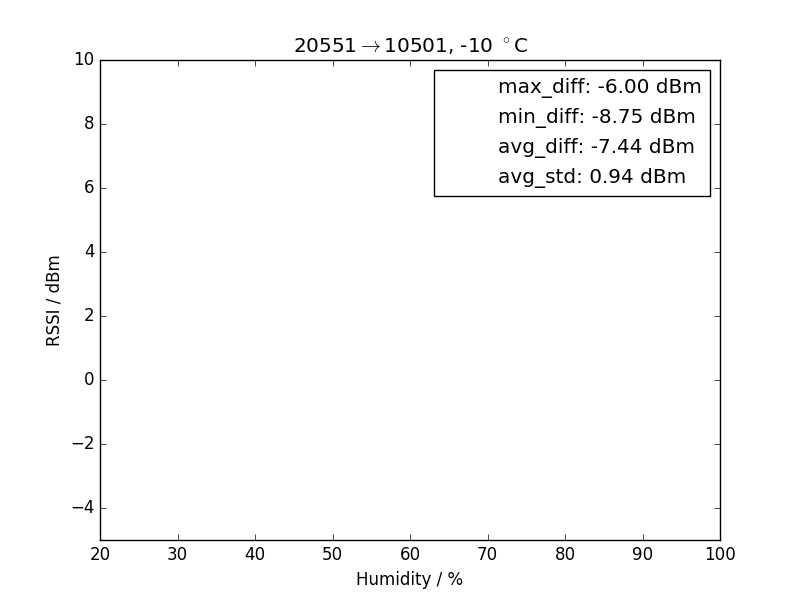 20551→10501, -10 °C
max_diff: -6.00 dBm
min_diff: -8.75 dBm
avg_diff: -7.44 dBm
avg_std: 0.94 dBm
10
8
6
4
2
0
−2
−4
RSSI / dBm
20 30 40 50 60 70 80 90 100
Humidity / %